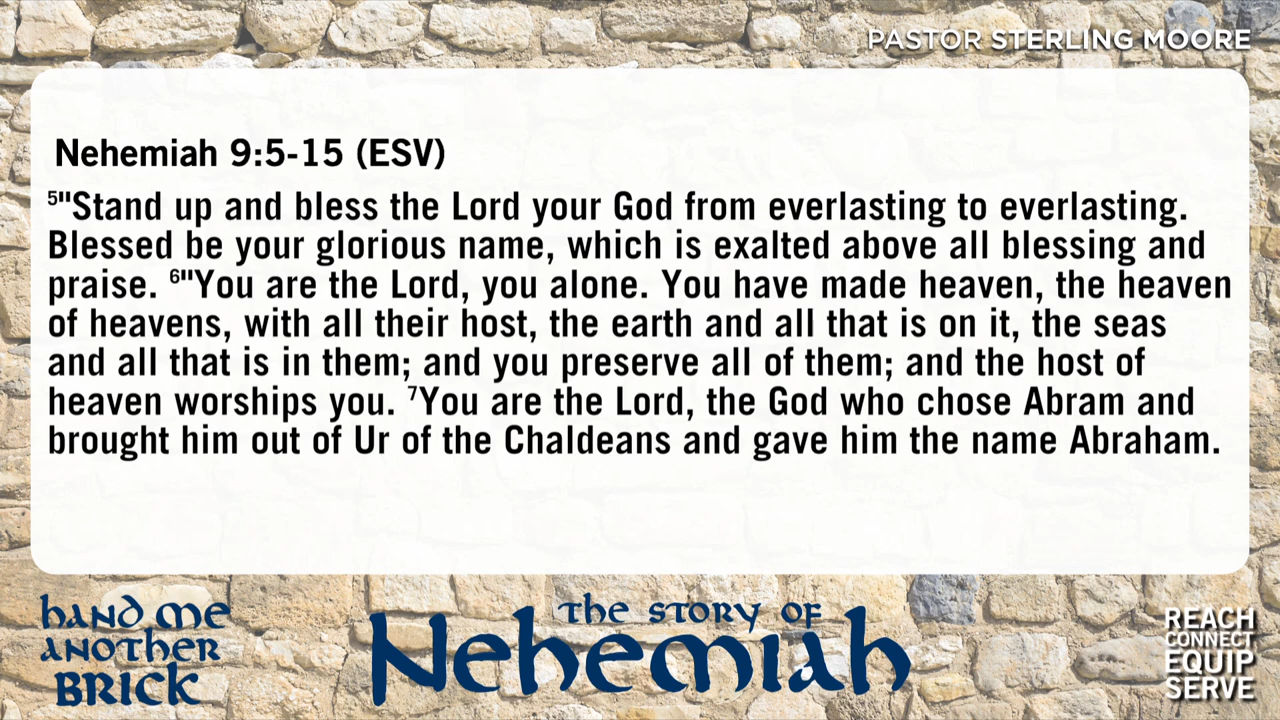 PASTOR STERLING MOORE
Nehemiah 9:5-15 (ESV)
5"Stand up and bless the Lord your God from everlasting to everlasting.
Blessed be your glorious name, which is exalted above all blessing and
praise. 6"You are the Lord, you alone. You have made heaven, the heaven
of heavens, with all their host, the earth and all that is on it, the seas
and all that is in them; and you preserve all of them; and the host of
heaven worships you. 7You are the Lord, the God who chose Abram and
brought him out of Ur of the Chaldeans and gave him the name Abraham.
hand me
another
BRICK
the story of
Nehemiah
REACH
CONNECT
EQUIP
SERVE